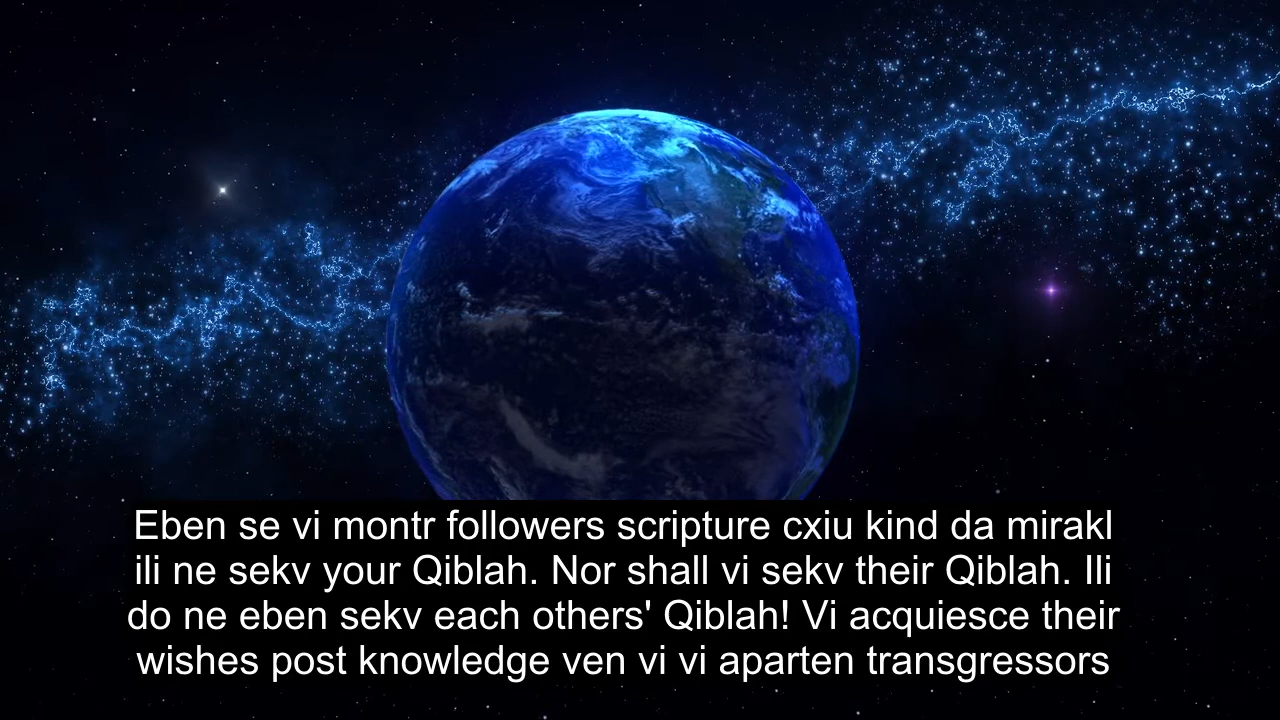 Eben se vi montr followers scripture cxiu kind da mirakl
ili ne sekv your Qiblah. Nor shall vi sekv their Qiblah. Ili
do ne eben sekv each others' Qiblah! Vi acquiesce their
wishes post knowledge ven vi vi aparten transgressors